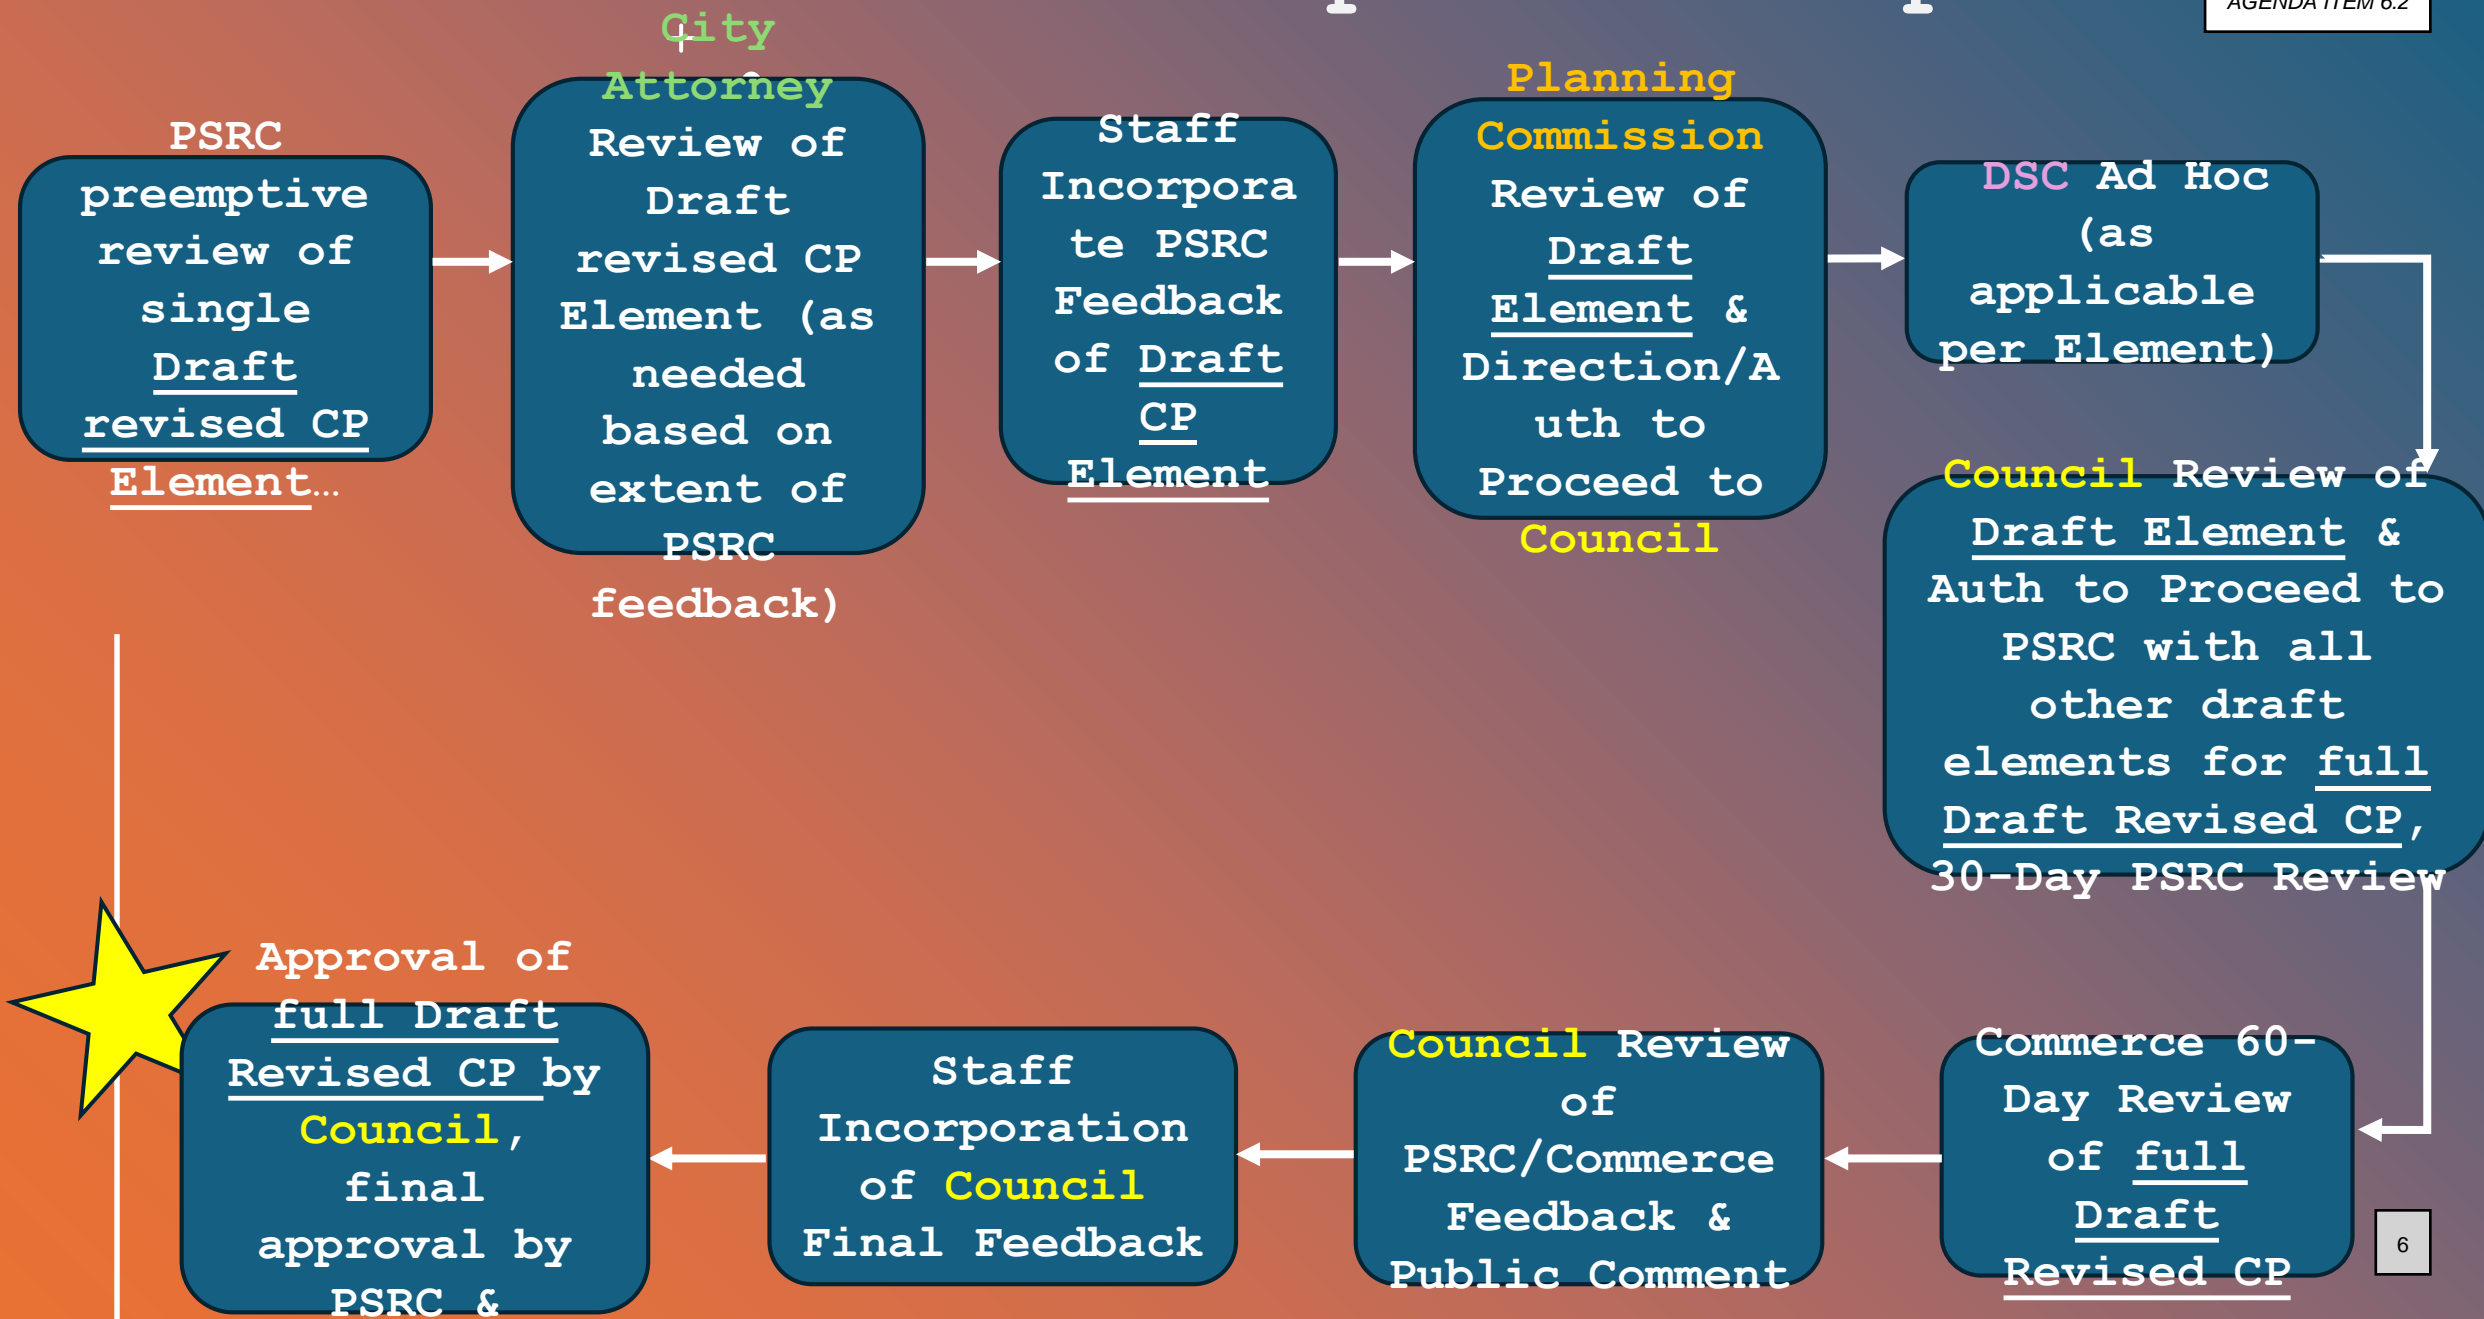 AGENDA ITEM 6.2
PSRC
preemptive
review of
single
Draft
revised CP
Element…
City
Attorney
Review of
Draft
revised CP
Element (as
needed
based on
extent of
PSRC
feedback)
Staff
Incorpora
te PSRC
Feedback
of Draft
CP
Element
Planning
Commission
Review of
Draft
Element &
Direction/A
uth to
Proceed to
Council
DSC Ad Hoc
(as
applicable
per Element)
Council Review of
Draft Element &
Auth to Proceed to
PSRC with all
other draft
elements for full
Draft Revised CP,
30-Day PSRC Review
Commerce 60-
Day Review
of full
Draft
Revised CP
Council Review
of
PSRC/Commerce
Feedback &
Public Comment
Staff
Incorporation
of Council
Final Feedback
Approval of
full Draft
Revised CP by
Council,
final
approval by
PSRC &
6